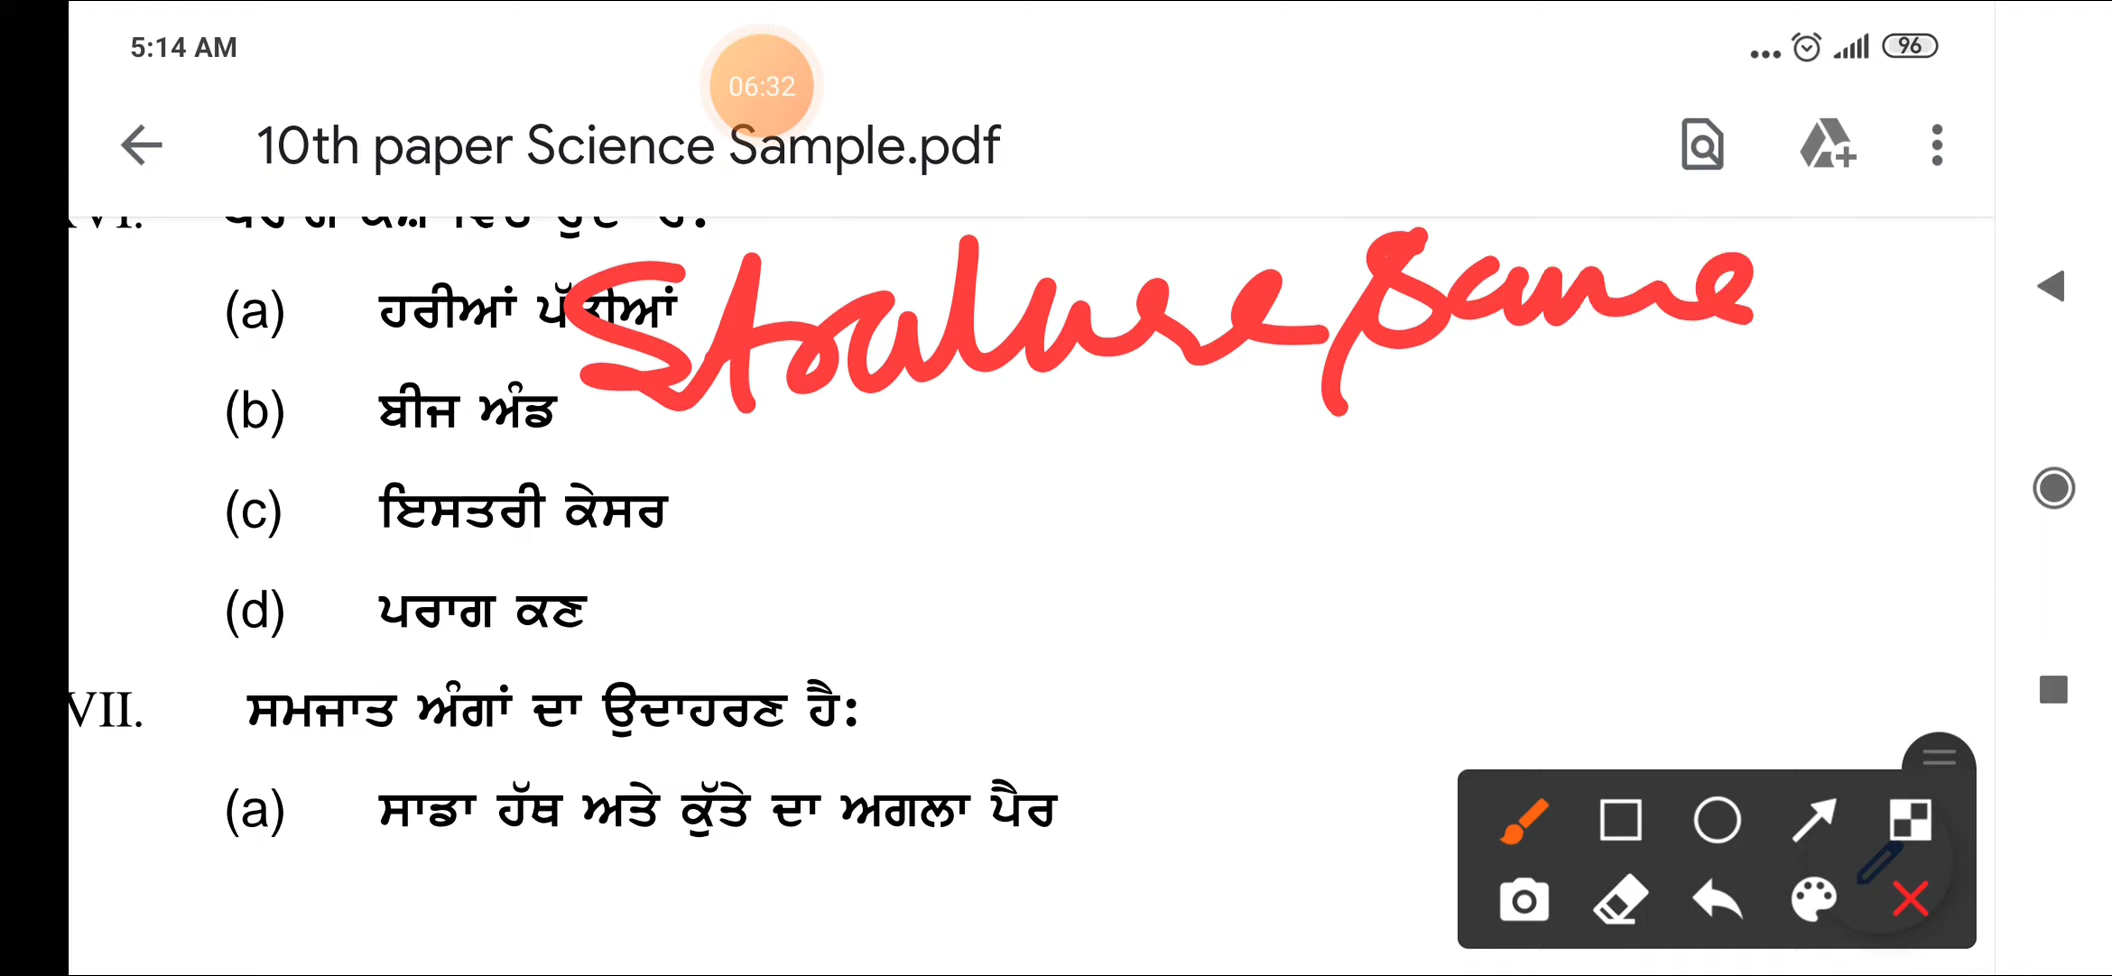 5:14 AM
96
06:32
10th paper Science Sample.pdf
(a) ਹਰੀਆਂ ਪੱਤੀਆਂ
same
(b) ਬੀਜ ਅੰਡ
(c) ਇਸਤਰੀ ਕੇਸਰ
(d) ਪਰਾਗ ਕਣ
VII. ਸਮਜਾਤ ਅੰਗਾਂ ਦਾ ਉਦਾਹਰਣ ਹੈ:
(a) ਸਾਡਾ ਹੱਥ ਅਤੇ ਕੁੱਤੇ ਦਾ ਅਗਲਾ ਪੈਰ